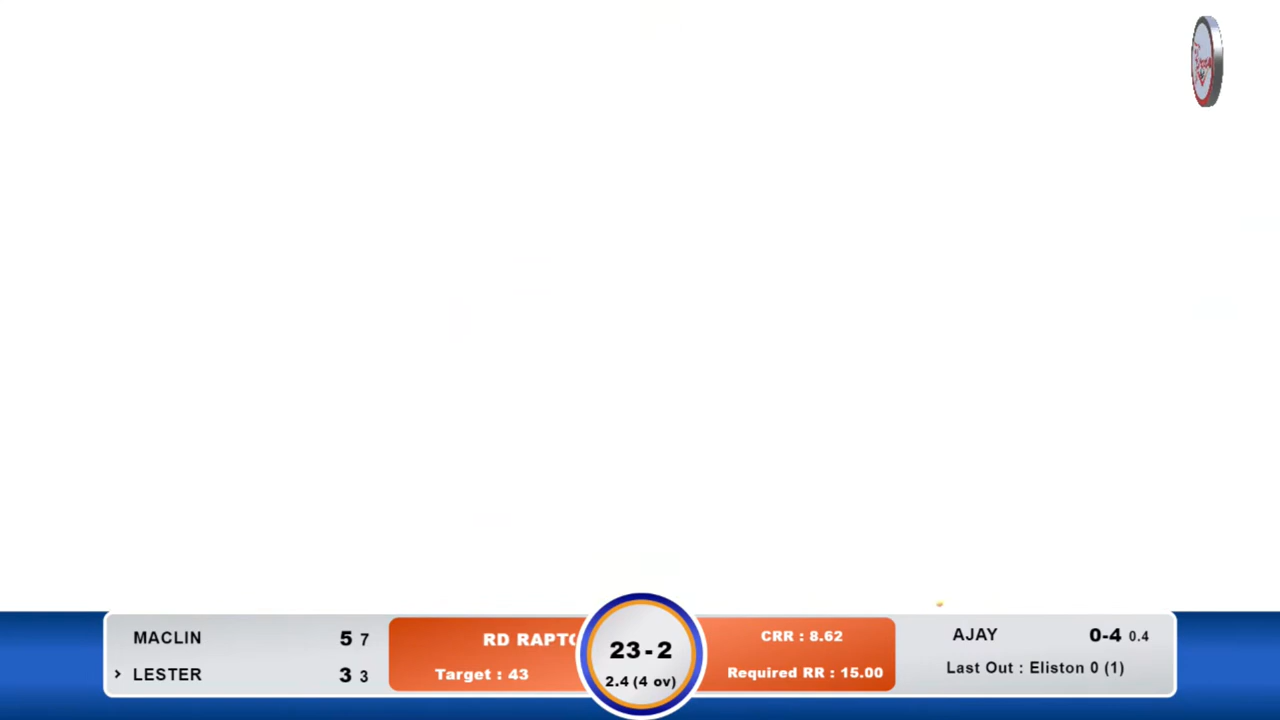 MACLIN 5 7
› LESTER 3 3
RD RAPTO
Target : 43
23-2
2.4 (4 ov)
CRR : 8.62
Required RR : 15.00
AJAY 0-4 0.4
Last Out : Eliston 0 (1)